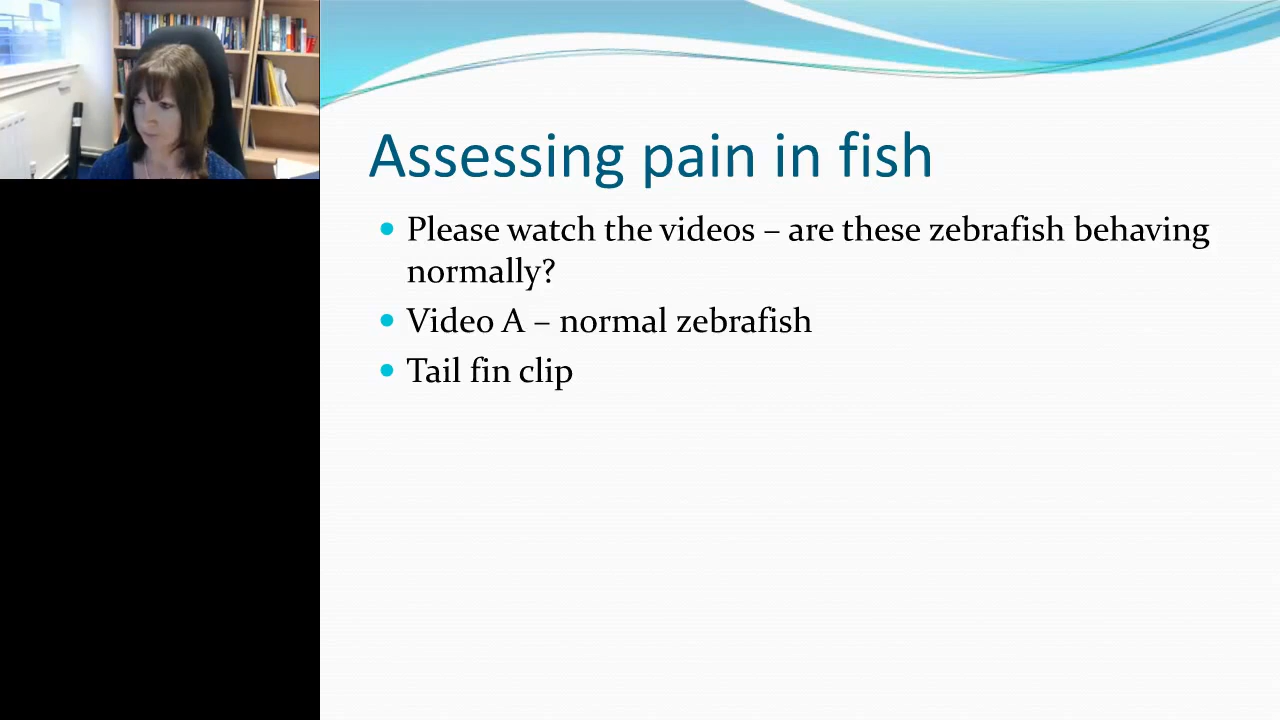 Assessing pain in fish
Please watch the videos – are these zebrafish behaving
normally?
Video A – normal zebrafish
Tail fin clip